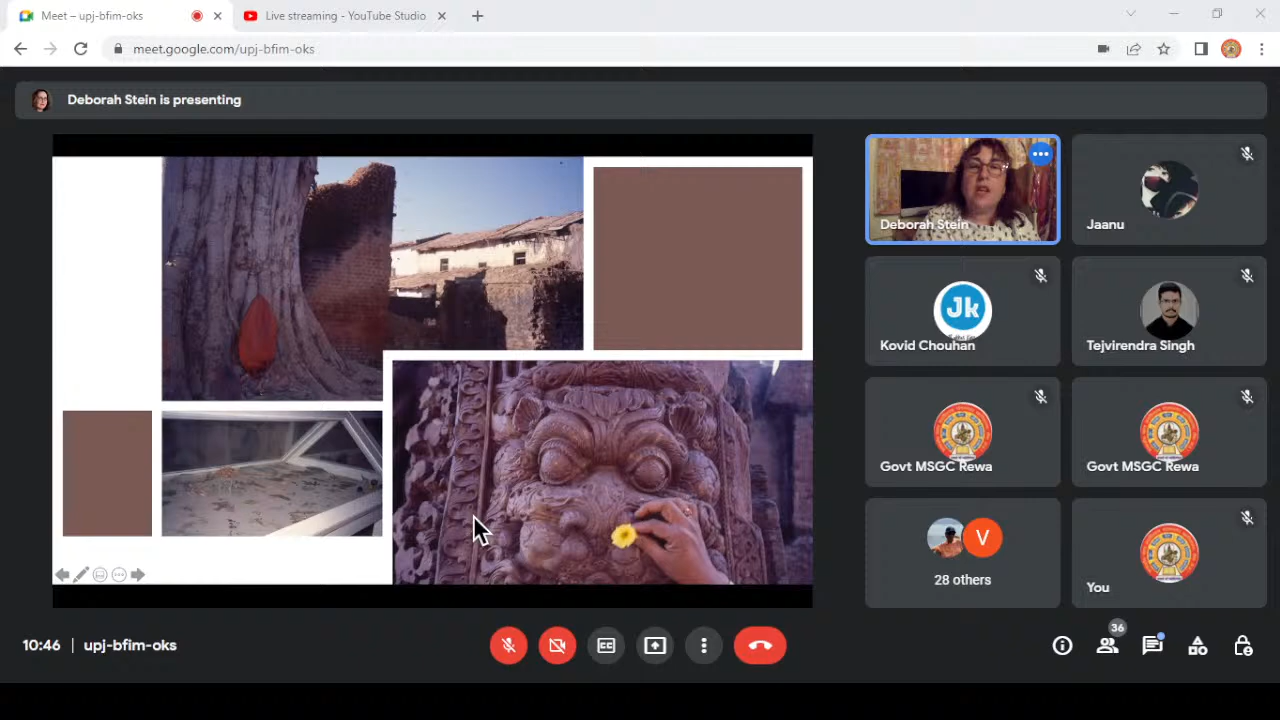 Meet – upj-bfim-oks
Live streaming - YouTube Studio
meet.google.com/upj-bfim-oks
Deborah Stein is presenting
Deborah Stein
Jaanu
Jk
Kovid Chouhan
Tejvirendra Singh
Govt MSGC Rewa
Govt MSGC Rewa
V
28 others
You
10:46 | upj-bfim-oks
CC
36